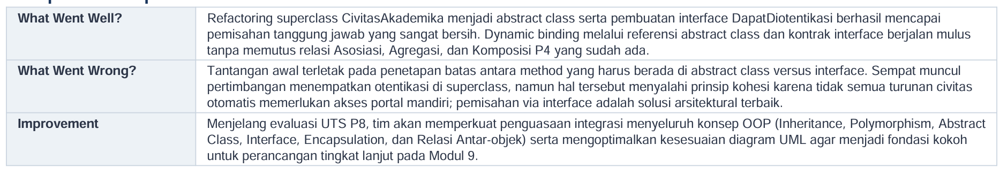 What Went Well?
Refactoring superclass CivitasAkademika menjadi abstract class serta pembuatan interface DapatDiotentikasi berhasil mencapai
pemisahan tanggung jawab yang sangat bersih. Dynamic binding melalui referensi abstract class dan kontrak interface berjalan mulus
tanpa memutus relasi Asosiasi, Agregasi, dan Komposisi P4 yang sudah ada.
What Went Wrong?
Tantangan awal terletak pada penetapan batas antara method yang harus berada di abstract class versus interface. Sempat muncul
pertimbangan menempatkan otentikasi di superclass, namun hal tersebut menyalahi prinsip kohesi karena tidak semua turunan civitas
otomatis memerlukan akses portal mandiri; pemisahan via interface adalah solusi arsitektural terbaik.
Improvement
Menjelang evaluasi UTS P8, tim akan memperkuat penguasaan integrasi menyeluruh konsep OOP (Inheritance, Polymorphism, Abstract
Class, Interface, Encapsulation, dan Relasi Antar-objek) serta mengoptimalkan kesesuaian diagram UML agar menjadi fondasi kokoh
untuk perancangan tingkat lanjut pada Modul 9.